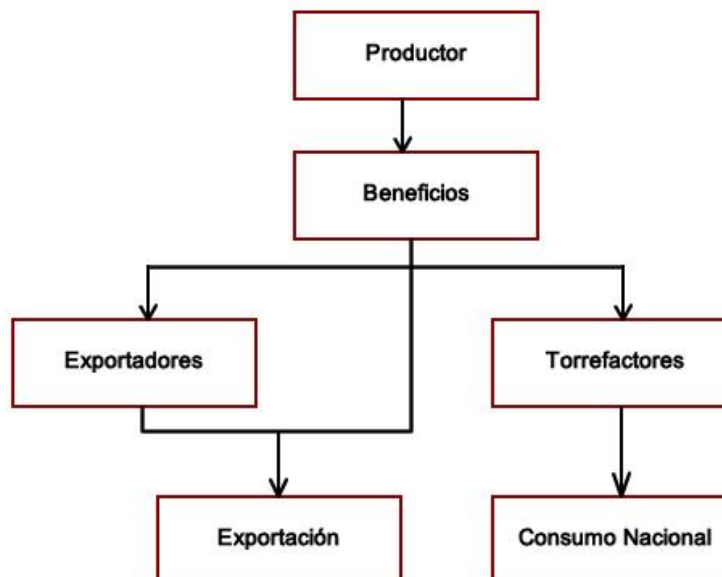 Productor
Beneficios
Exportadores
Torrefactores
Exportación
Consumo Nacional